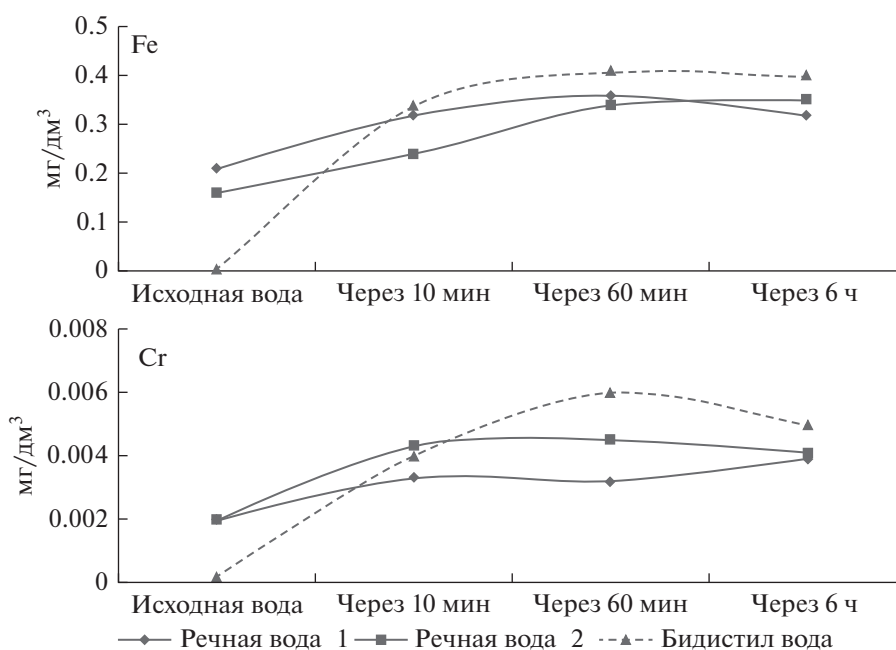 0.5
Fe
0.4
0.3
0.2
0.1
0
мг/дм³
Исходная вода Через 10 мин Через 60 мин Через 6 ч
0.008
Cr
0.006
0.004
0.002
0
мг/дм³
Исходная вода Через 10 мин Через 60 мин Через 6 ч
Речная вода 1 Речная вода 2 Бидистил вода